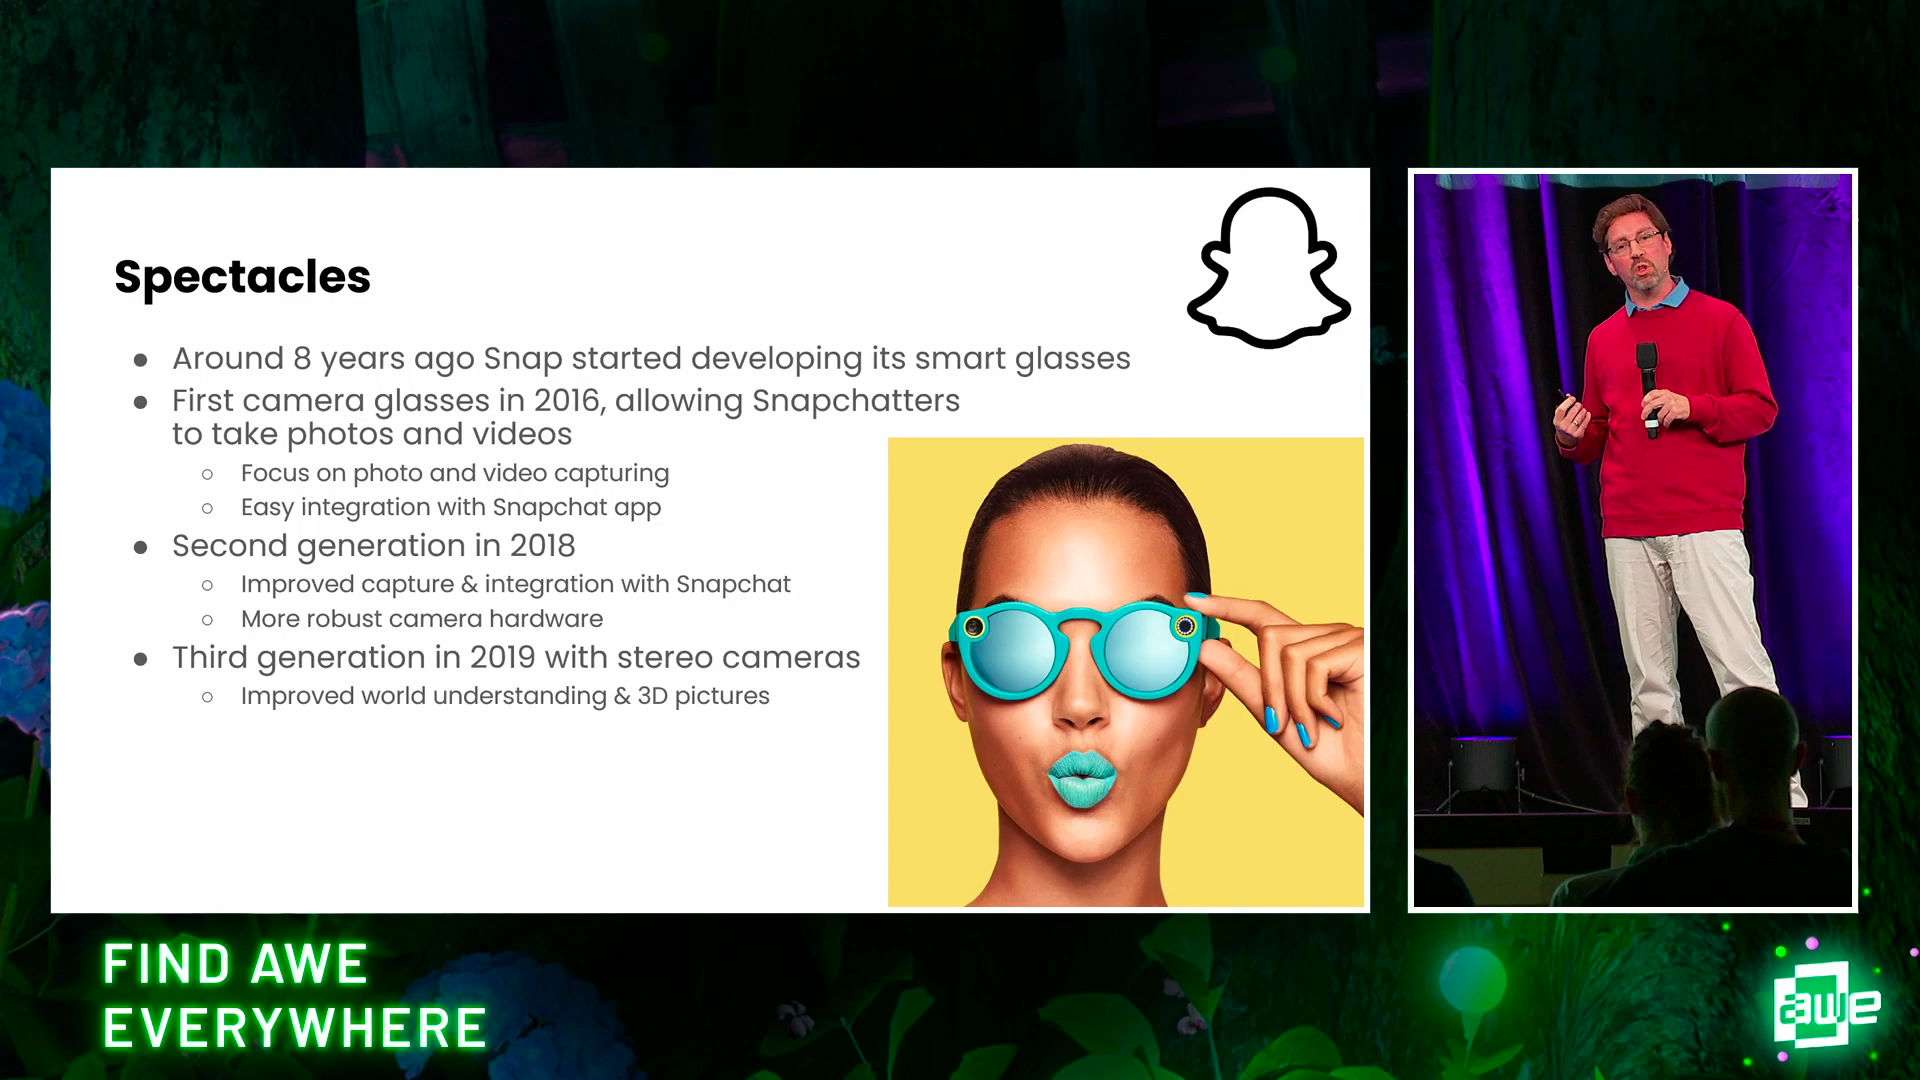 Spectacles
● Around 8 years ago Snap started developing its smart glasses
● First camera glasses in 2016, allowing Snapchatters
to take photos and videos
○ Focus on photo and video capturing
○ Easy integration with Snapchat app
● Second generation in 2018
○ Improved capture & integration with Snapchat
○ More robust camera hardware
● Third generation in 2019 with stereo cameras
○ Improved world understanding & 3D pictures
FIND AWE
EVERYWHERE
awe